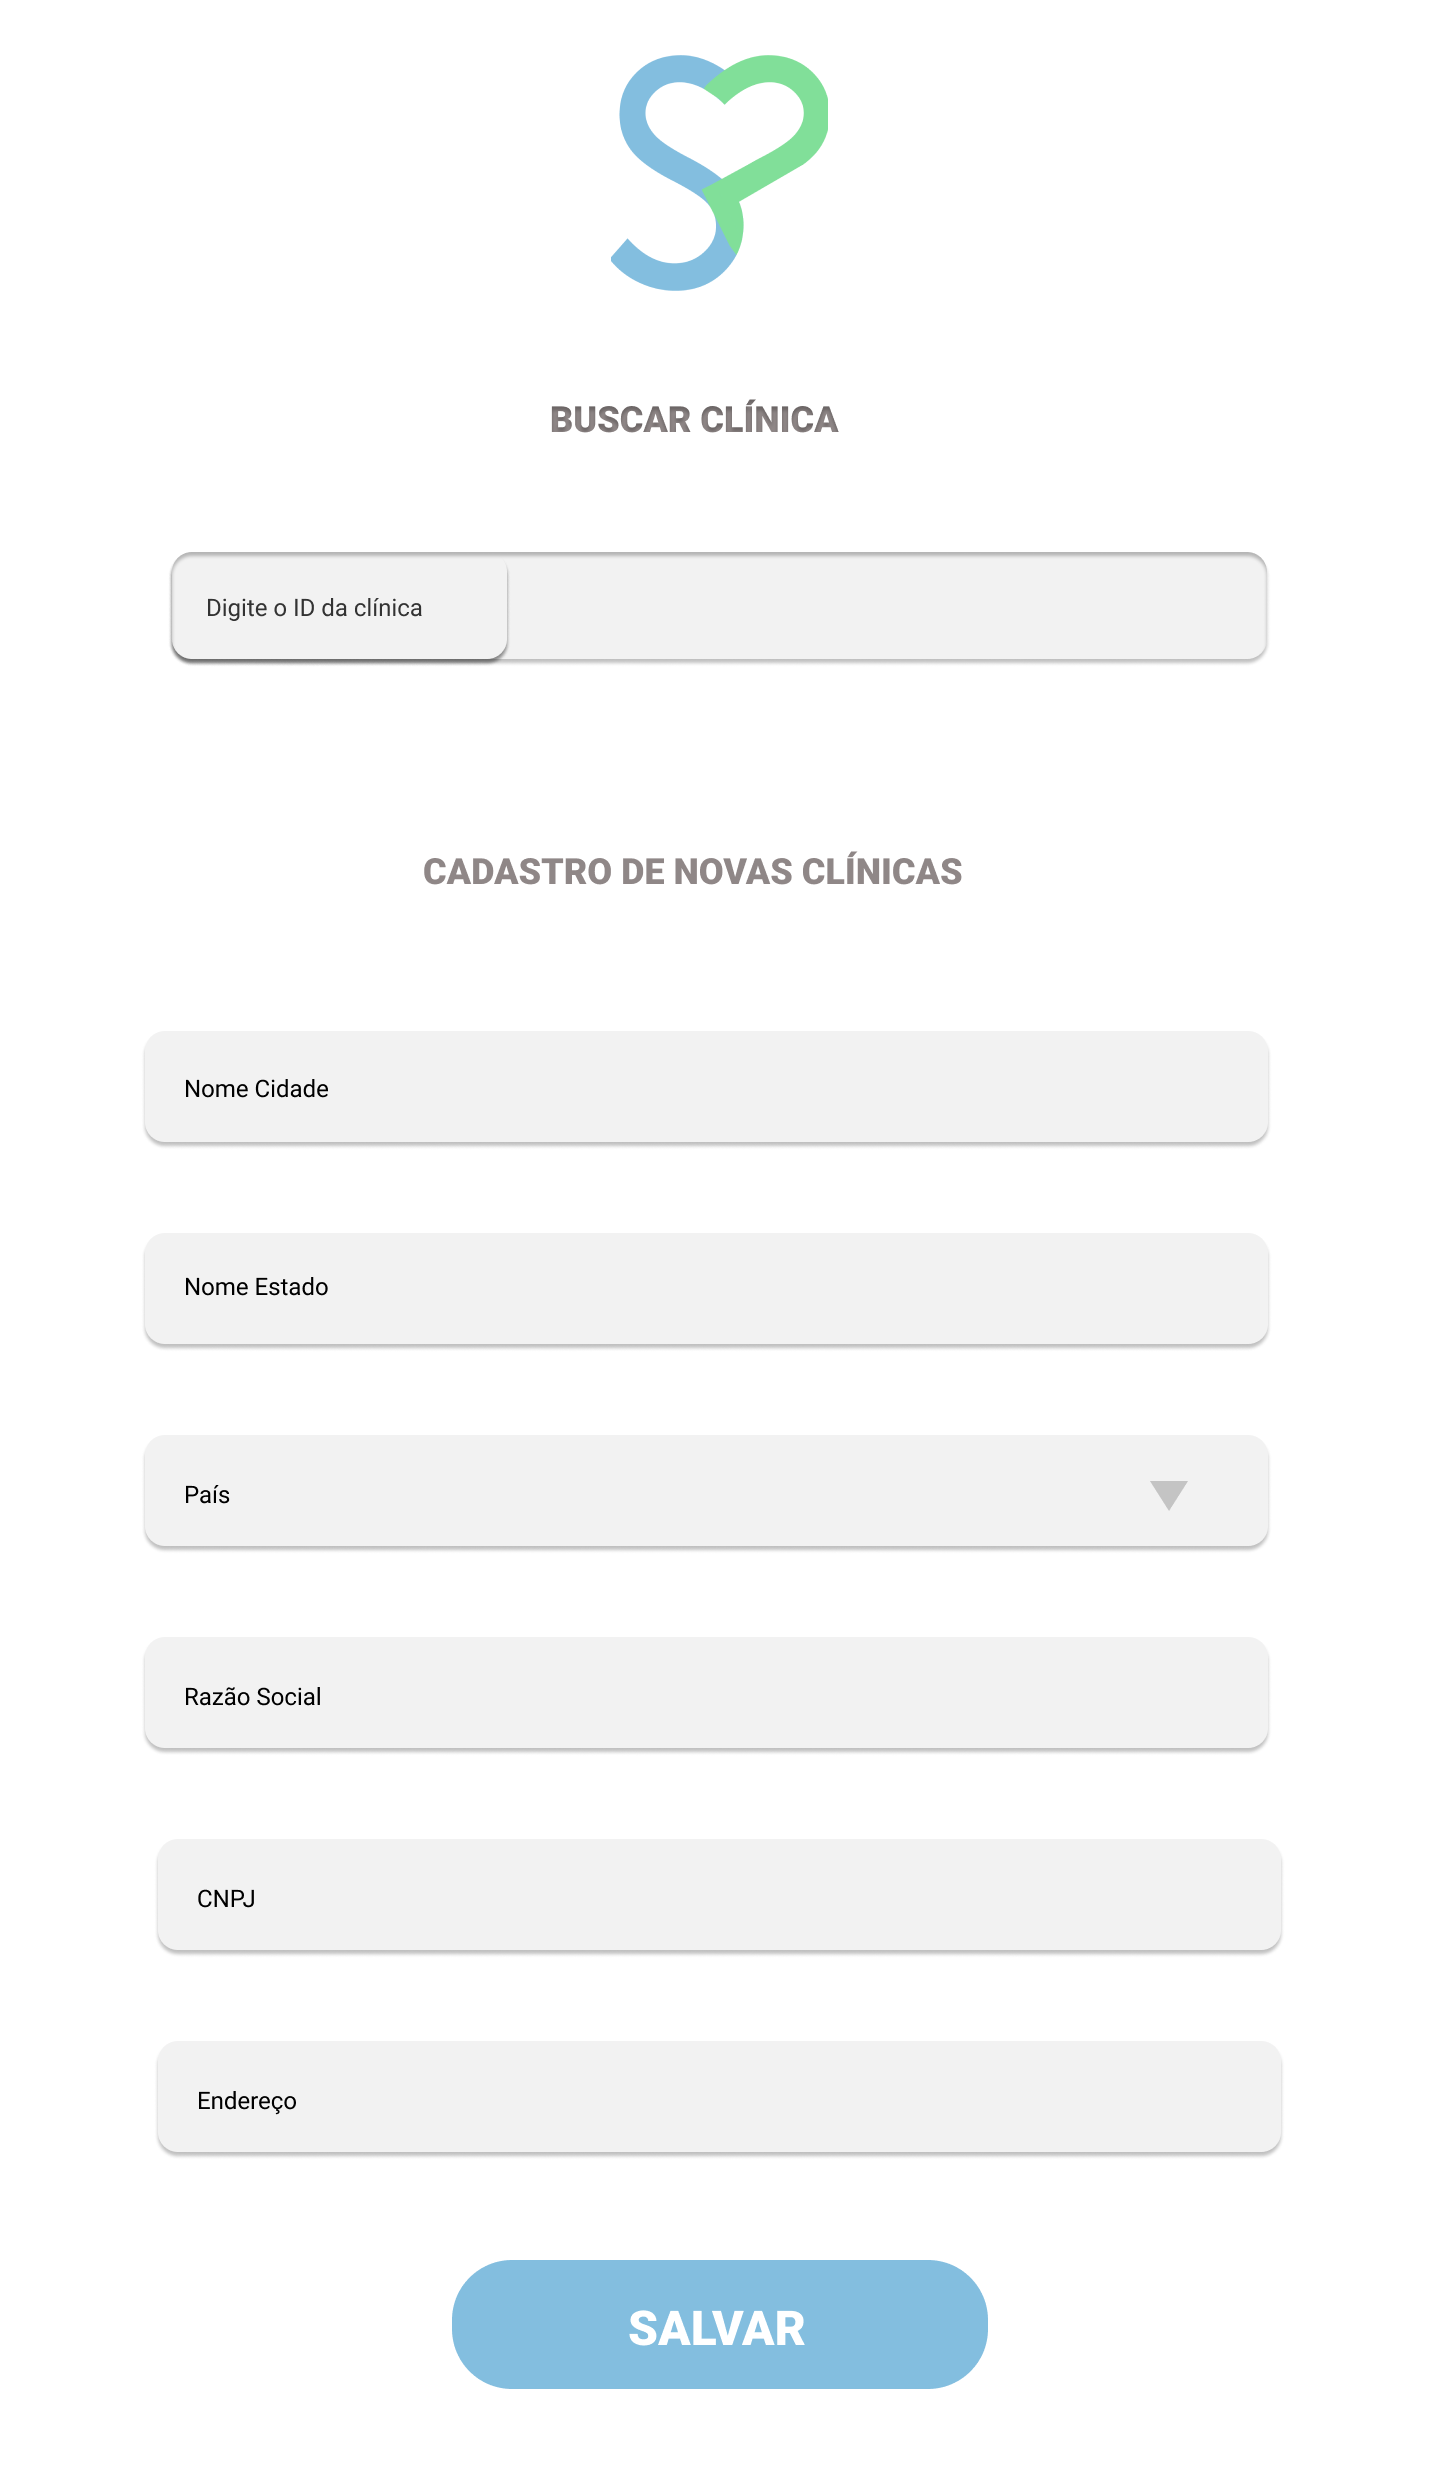 BUSCAR CLÍNICA
Digite o ID da clínica
CADASTRO DE NOVAS CLÍNICAS
Nome Cidade
Nome Estado
País
Razão Social
CNPJ
Endereço
SALVAR